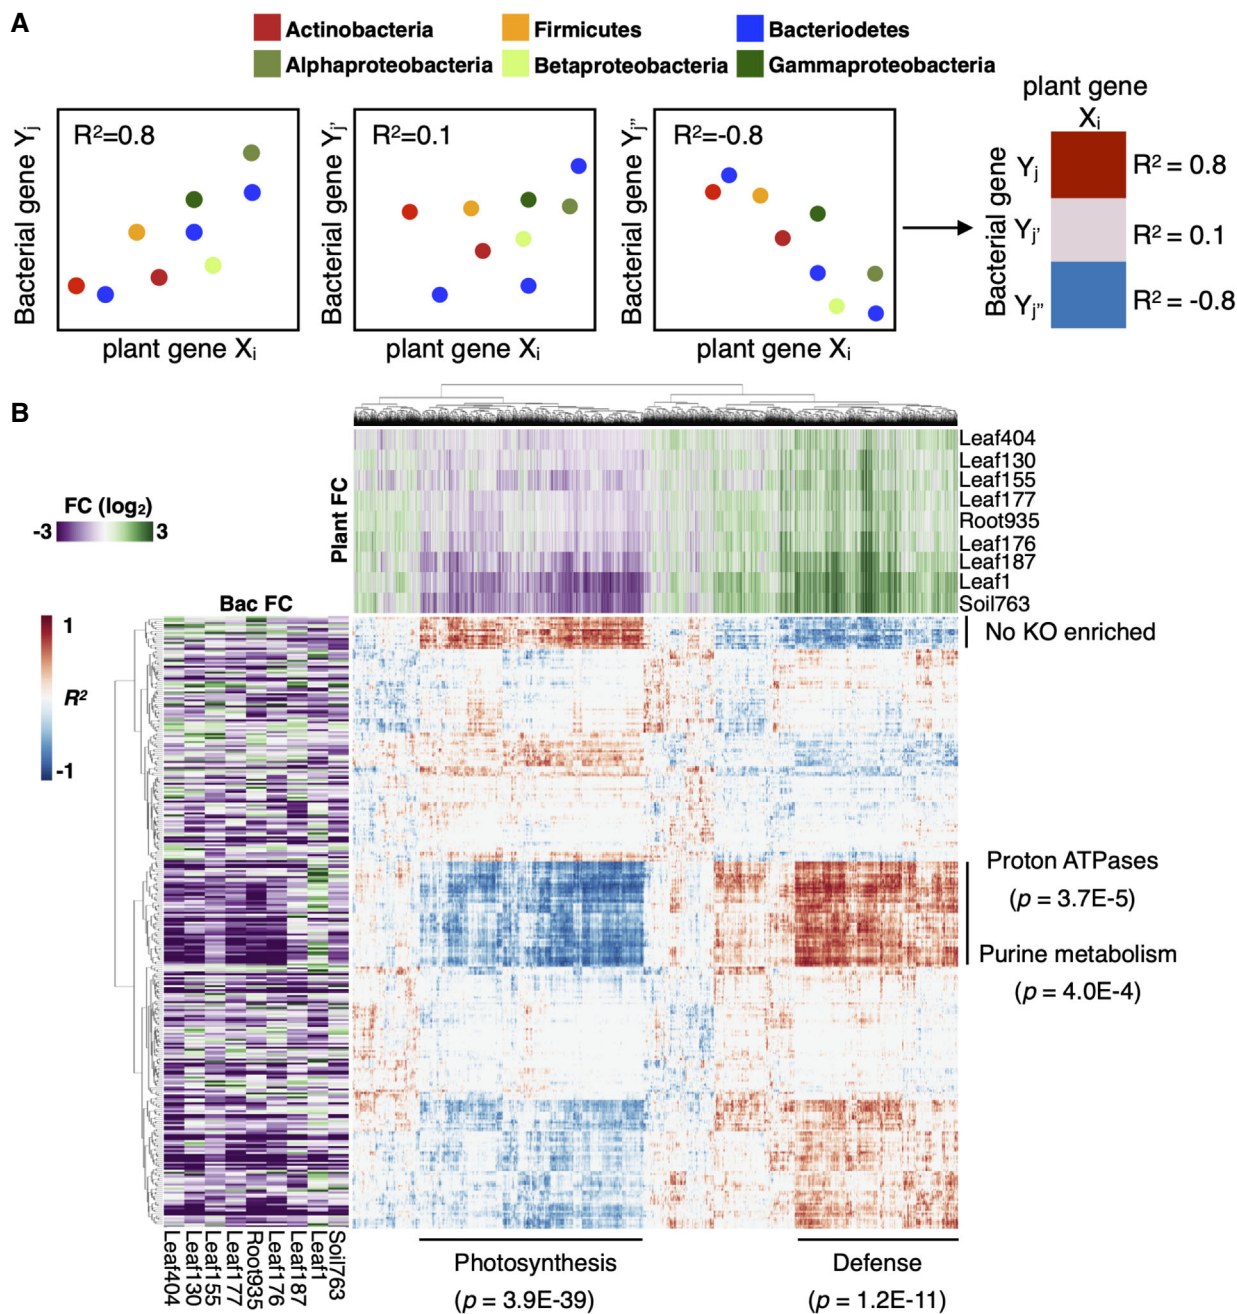 A
Actinobacteria
Firmicutes
Bacteriodetes
Alphaproteobacteria
Betaproteobacteria
Gammaproteobacteria
Bacterial gene Yj
R²=0.8
plant gene Xi
Bacterial gene Yj'
R²=0.1
plant gene Xi
Bacterial gene Yj"
R²=-0.8
plant gene Xi
plant gene
Xi
Bacterial gene
Yj
R² = 0.8
Yj'
R² = 0.1
Yj"
R² = -0.8
B
FC (log₂)
-3
3
Plant FC
Leaf404
Leaf130
Leaf155
Leaf177
Root935
Leaf176
Leaf187
Leaf1
Soil763
Bac FC
1
R²
-1
No KO enriched
Proton ATPases
(p = 3.7E-5)
Purine metabolism
(p = 4.0E-4)
Leaf404
Leaf130
Leaf155
Leaf177
Root935
Leaf176
Leaf187
Leaf1
Soil763
Photosynthesis
(p = 3.9E-39)
Defense
(p = 1.2E-11)